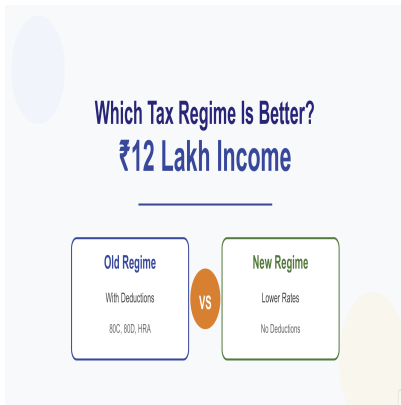 Which Tax Regime Is Better?
₹12 Lakh Income
Old Regime
With Deductions
80C, 80D, HRA
VS
New Regime
Lower Rates
No Deductions